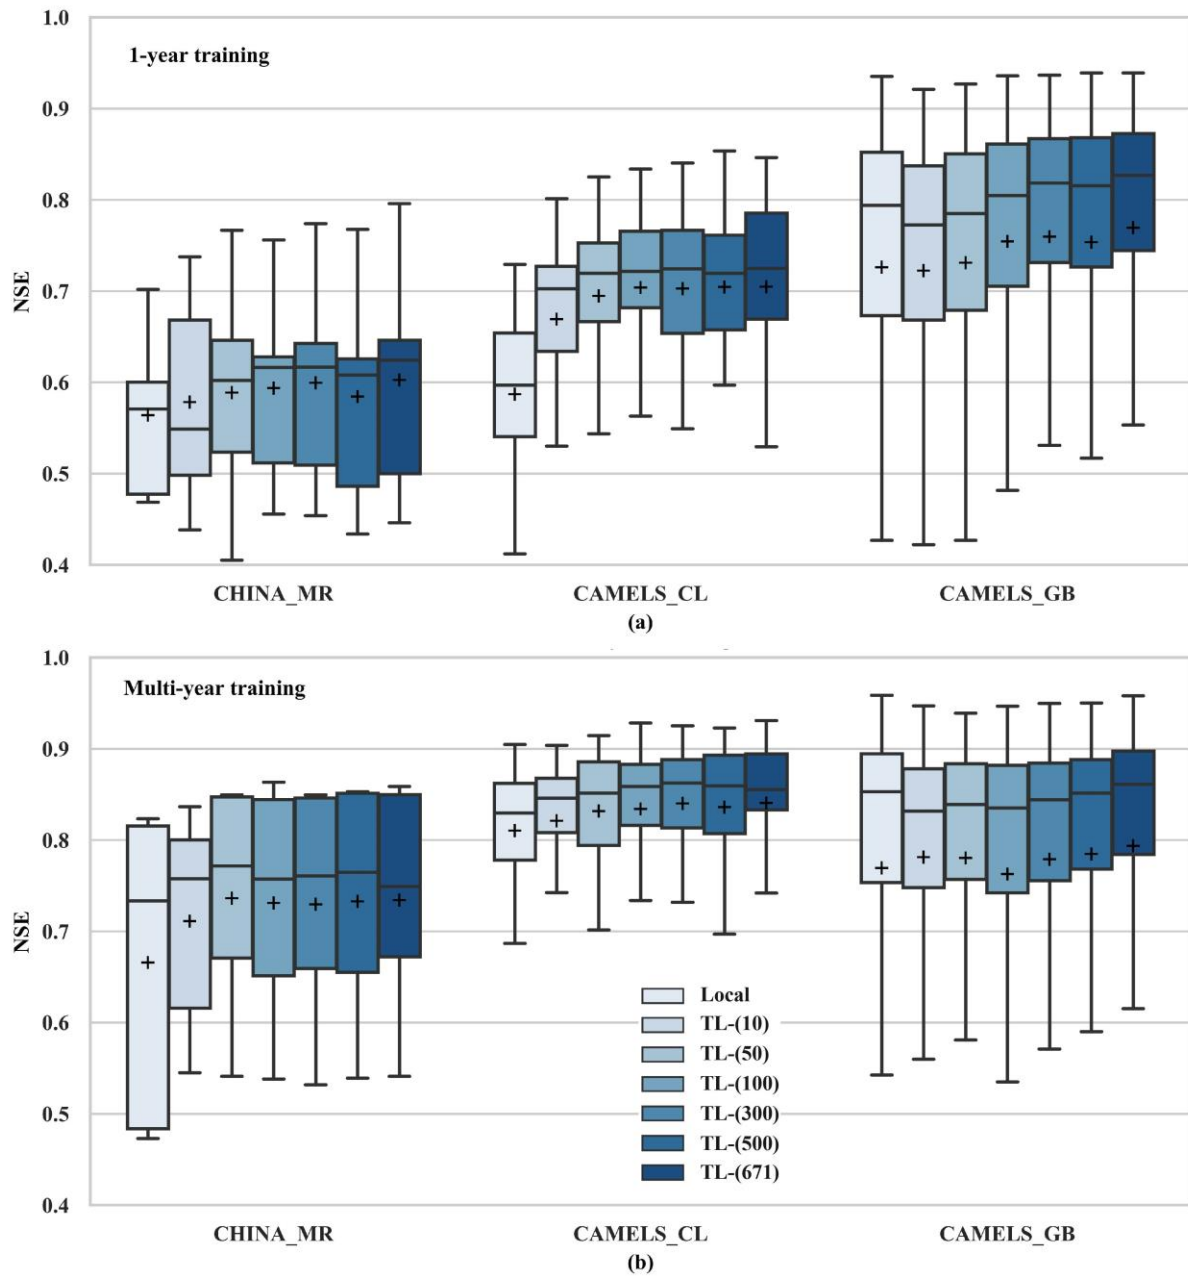 1.0
1-year training
0.9
0.8
NSE
0.7
0.6
0.5
0.4
CHINA_MR CAMELS_CL CAMELS_GB
(a)
1.0
Multi-year training
0.9
0.8
NSE
0.7
0.6
0.5
0.4
Local
TL-(10)
TL-(50)
TL-(100)
TL-(300)
TL-(500)
TL-(671)
CHINA_MR CAMELS_CL CAMELS_GB
(b)